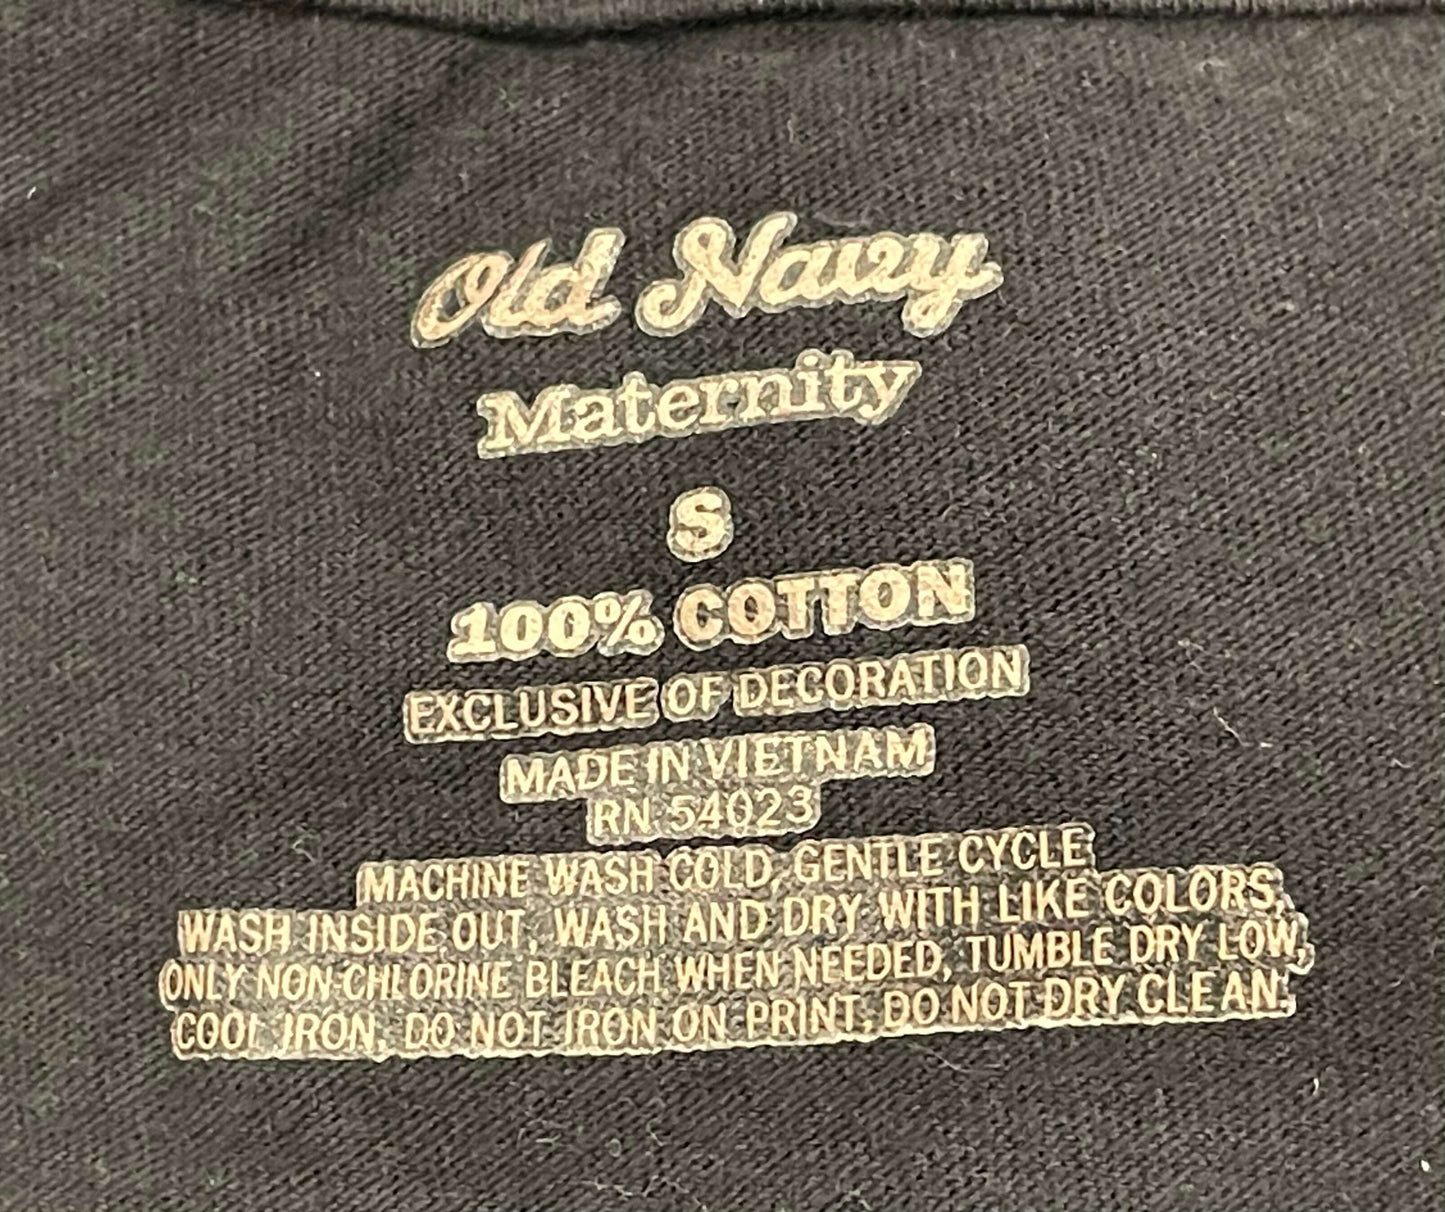 Old Navy
Maternity
S
100% COTTON
EXCLUSIVE OF DECORATION
MADE IN VIETNAM
RN 54023
MACHINE WASH COLD, GENTLE CYCLE
WASH INSIDE OUT, WASH AND DRY WITH LIKE COLORS,
ONLY NON-CHLORINE BLEACH WHEN NEEDED, TUMBLE DRY LOW,
COOL IRON, DO NOT IRON ON PRINT, DO NOT DRY CLEAN.